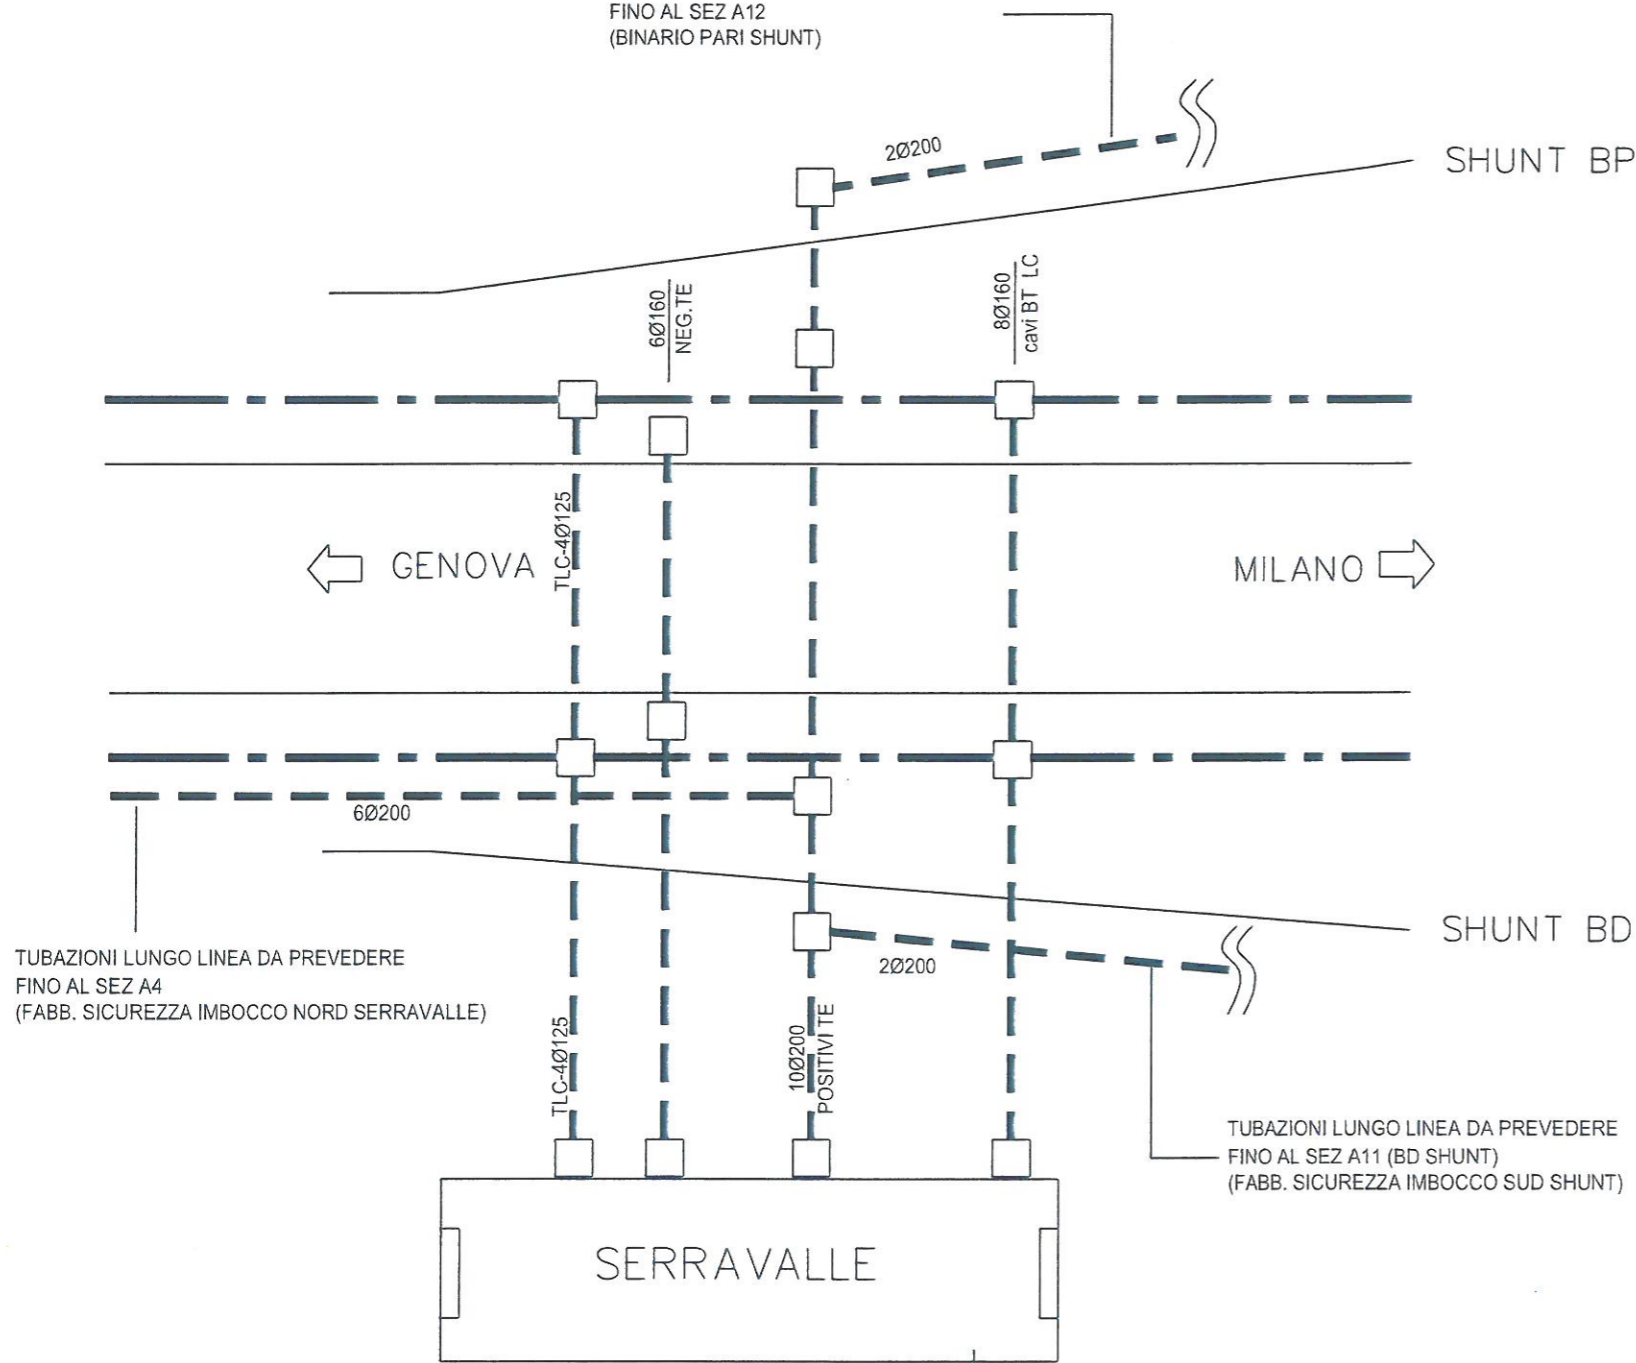 FINO AL SEZ A12
(BINARIO PARI SHUNT)
2Ø200
SHUNT BP
6Ø160
NEG.TE
8Ø160
cavi BT LC
TLC-4Ø125
GENOVA
MILANO
6Ø200
TUBAZIONI LUNGO LINEA DA PREVEDERE
FINO AL SEZ A4
(FABB. SICUREZZA IMBOCCO NORD SERRAVALLE)
SHUNT BD
2Ø200
TLC-4Ø125
10Ø200
POSITIVI TE
TUBAZIONI LUNGO LINEA DA PREVEDERE
FINO AL SEZ A11 (BD SHUNT)
(FABB. SICUREZZA IMBOCCO SUD SHUNT)
SERRAVALLE